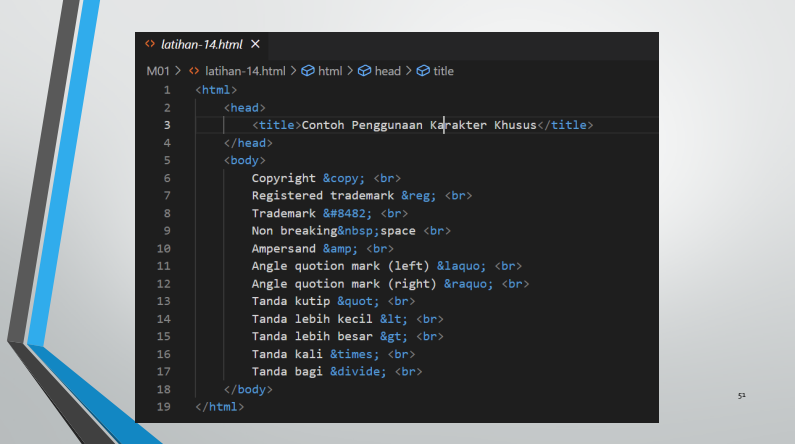 latihan-14.html ×
M01 > latihan-14.html > html > head > title
1 <html>
2 <head>
3 <title>Contoh Penggunaan Karakter Khusus</title>
4 </head>
5 <body>
6 Copyright &copy; <br>
7 Registered trademark &reg; <br>
8 Trademark &#8482; <br>
9 Non breaking&nbsp;space <br>
10 Ampersand &amp; <br>
11 Angle quotion mark (left) &laquo; <br>
12 Angle quotion mark (right) &raquo; <br>
13 Tanda kutip &quot; <br>
14 Tanda lebih kecil &lt; <br>
15 Tanda lebih besar &gt; <br>
16 Tanda kali &times; <br>
17 Tanda bagi &divide; <br>
18 </body>
19 </html>
51